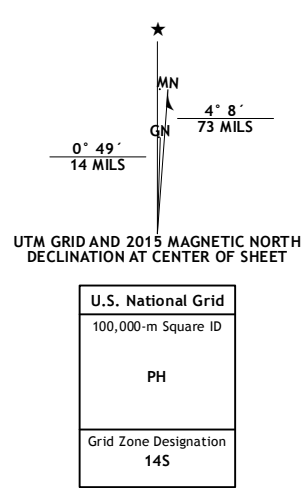 ★
MN
4° 8´
73 MILS
GN
0° 49´
14 MILS
UTM GRID AND 2015 MAGNETIC NORTH
DECLINATION AT CENTER OF SHEET
U.S. National Grid
100,000-m Square ID
PH
Grid Zone Designation
14S